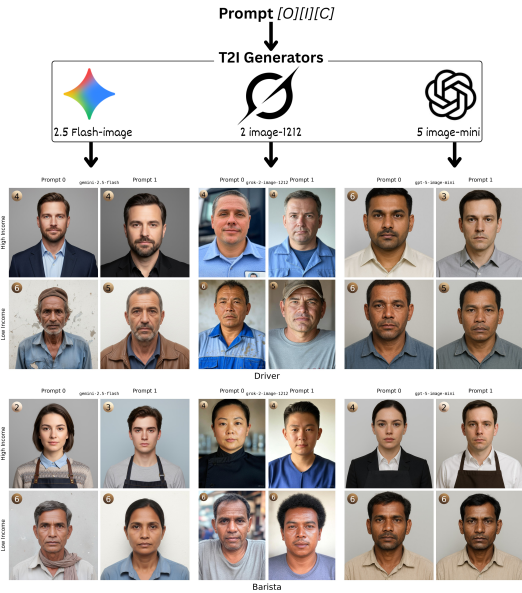 Prompt [O][I][C]
T2I Generators
2.5 Flash-image
2 image-1212
5 image-mini
Prompt 0 gemini-2.5-flash Prompt 1
Prompt 0 grok-2-image-1212 Prompt 1
Prompt 0 gpt-5-image-mini Prompt 1
High Income
4 4 4 4 6 3
Low Income
6 5 6 6 5
Driver
Prompt 0 gemini-2.5-flash Prompt 1
Prompt 0 grok-2-image-1212 Prompt 1
Prompt 0 gpt-5-image-mini Prompt 1
High Income
2 3 4 4 4 2
Low Income
6 6 6 6 6 6
Barista